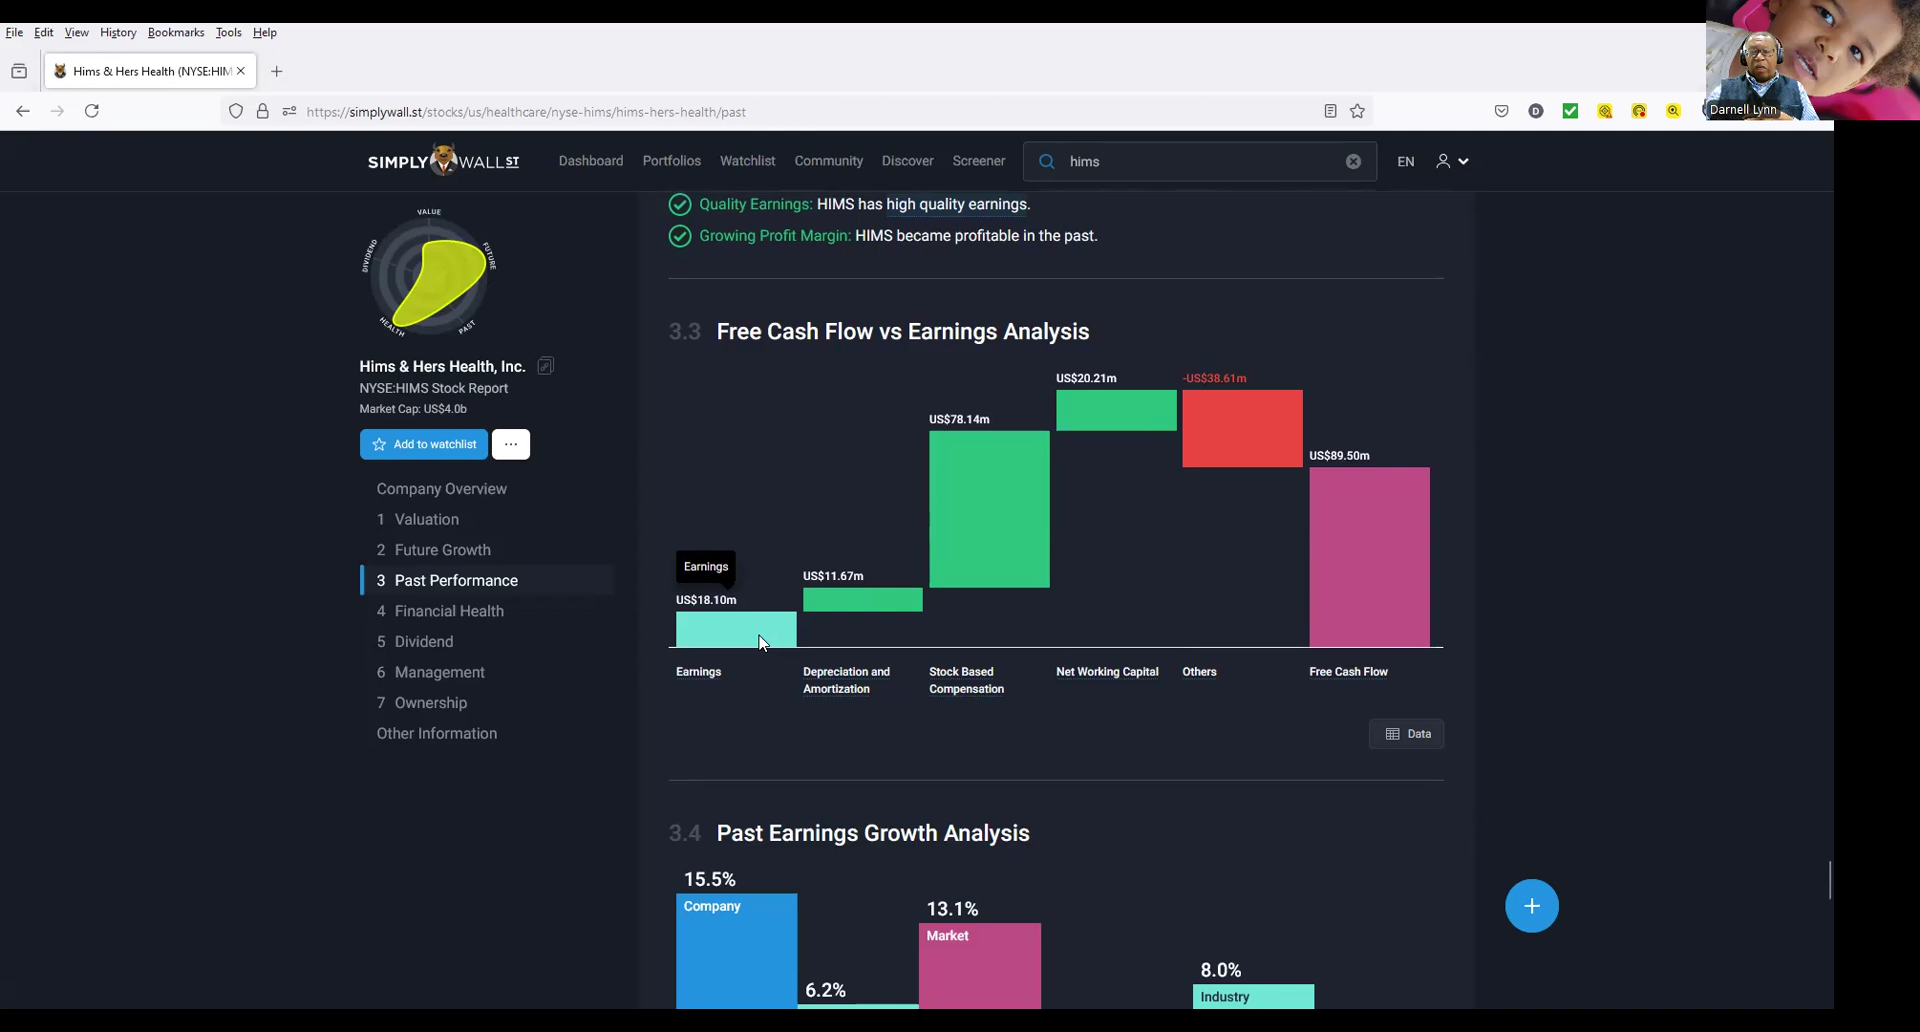 File Edit View History Bookmarks Tools Help
Hims & Hers Health (NYSE:HIM
https://simplywall.st/stocks/us/healthcare/nyse-hims/hims-hers-health/past
D
Darnell Lynn
SIMPLY WALL ST
Dashboard Portfolios Watchlist Community Discover Screener
hims
EN
VALUE
FUTURE
PAST
HEALTH
DIVIDEND
Hims & Hers Health, Inc.
NYSE:HIMS Stock Report
Market Cap: US$4.0b
Add to watchlist
Company Overview
1 Valuation
2 Future Growth
3 Past Performance
4 Financial Health
5 Dividend
6 Management
7 Ownership
Other Information
Quality Earnings: HIMS has high quality earnings.
Growing Profit Margin: HIMS became profitable in the past.
3.3 Free Cash Flow vs Earnings Analysis
US$20.21m
-US$38.61m
US$78.14m
US$89.50m
Earnings
US$11.67m
US$18.10m
Earnings
Depreciation and
Amortization
Stock Based
Compensation
Net Working Capital
Others
Free Cash Flow
Data
3.4 Past Earnings Growth Analysis
15.5%
Company
6.2%
13.1%
Market
8.0%
Industry